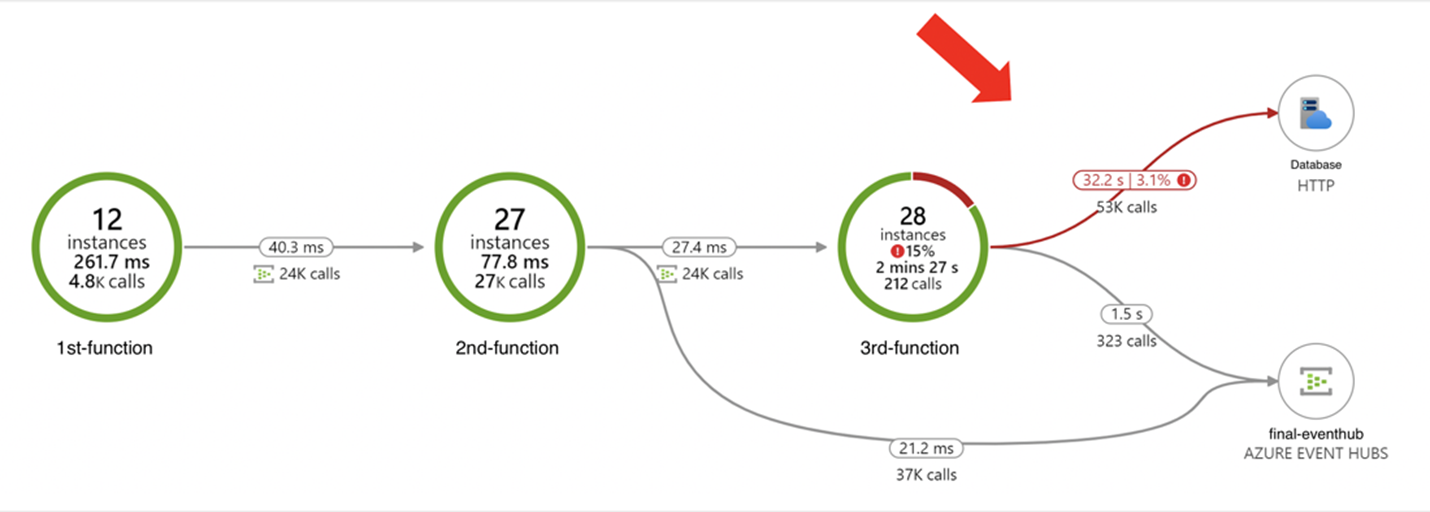 12
instances
261.7 ms
4.8K calls
1st-function
40.3 ms
24K calls
27
instances
77.8 ms
27K calls
2nd-function
27.4 ms
24K calls
28
instances
15%
2 mins 27 s
212 calls
3rd-function
32.2 s | 3.1%
53K calls
Database
HTTP
1.5 s
323 calls
final-eventhub
AZURE EVENT HUBS
21.2 ms
37K calls